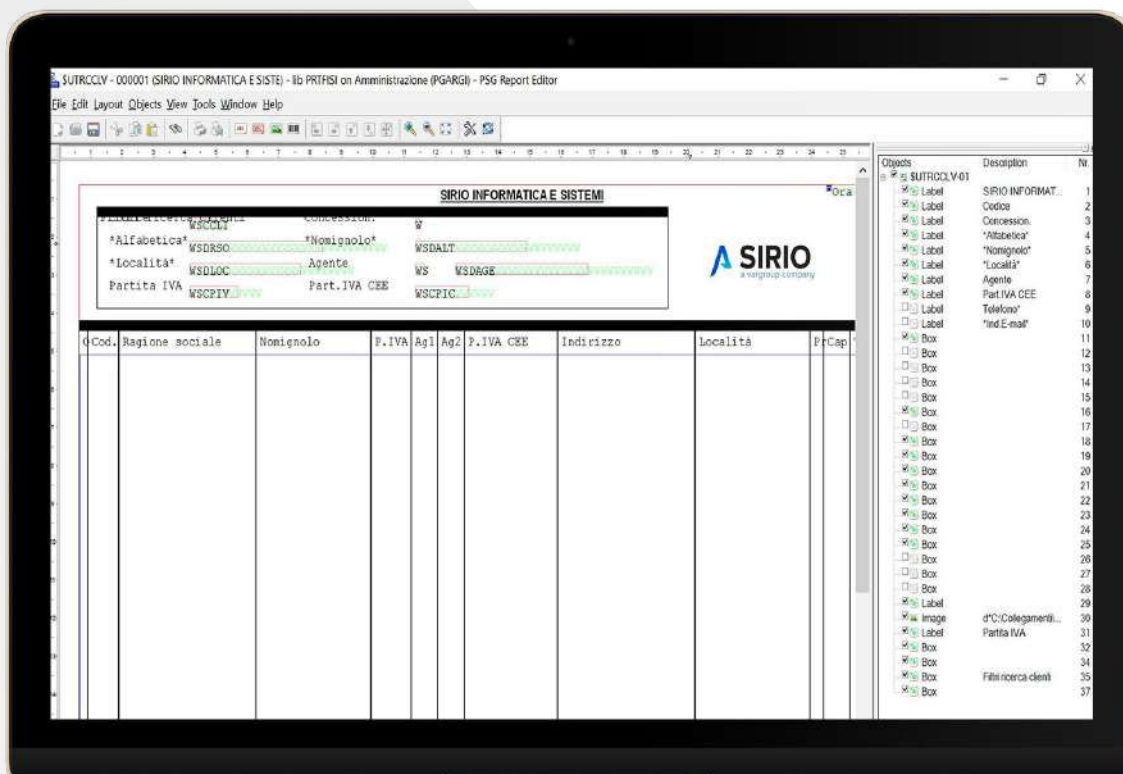 $UTRCCLV - 000001 (SIRIO INFORMATICA E SISTE) - lib PRTFISI on Amministrazione (PGARGI) - PSG Report Editor
File Edit Layout Objects View Tools Window Help
SIRIO INFORMATICA E SISTEMI
*Ora
WSCCLI Concession. W
*Alfabetica* WSDRSO *Nomignolo* WSDALT
*Località* WSDLOC Agente WS WSDAGE
Partita IVA WSCPIV Part.IVA CEE WSCPIC
SIRIO
a vargroup company
Cod. Ragione sociale Nomignolo P.IVA Ag1 Ag2 P.IVA CEE Indirizzo Località Pr Cap
Objects Description Nr.
$UTRCCLV-01
Label SIRIO INFORMAT... 1
Label Codice 2
Label Concession. 3
Label *Alfabetica* 4
Label *Nomignolo* 5
Label *Località* 6
Label Agente 7
Label Part.IVA CEE 8
Label Telefono* 9
Label *Ind.E-mail* 10
Box 11
Box 12
Box 13
Box 14
Box 15
Box 16
Box 17
Box 18
Box 19
Box 20
Box 21
Box 22
Box 23
Box 24
Box 25
Box 26
Box 27
Box 28
Label 29
Image d*C:\Collegamenti\... 30
Label Partita IVA 31
Box 32
Box 34
Box Filtri ricerca clienti 35
Box 37